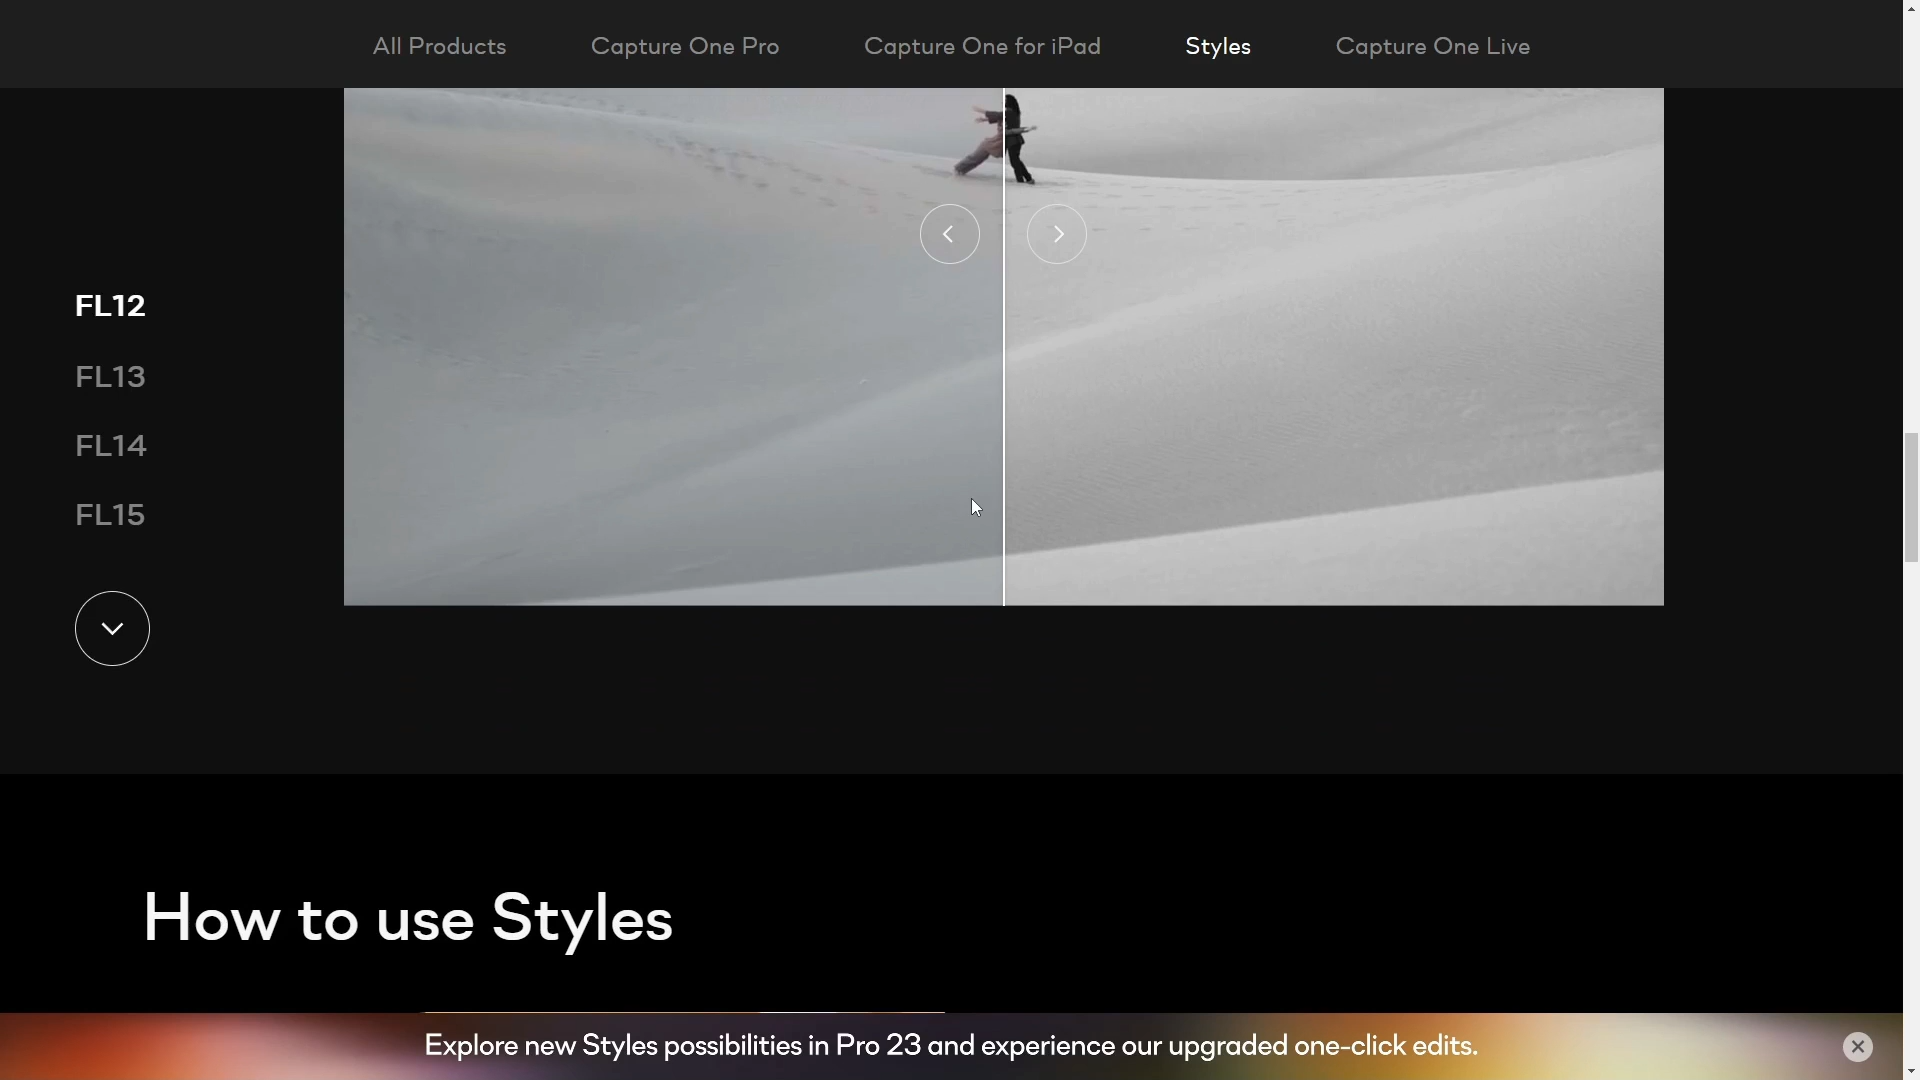 All Products Capture One Pro Capture One for iPad Styles Capture One Live
FL12
FL13
FL14
FL15
How to use Styles
Explore new Styles possibilities in Pro 23 and experience our upgraded one-click edits.